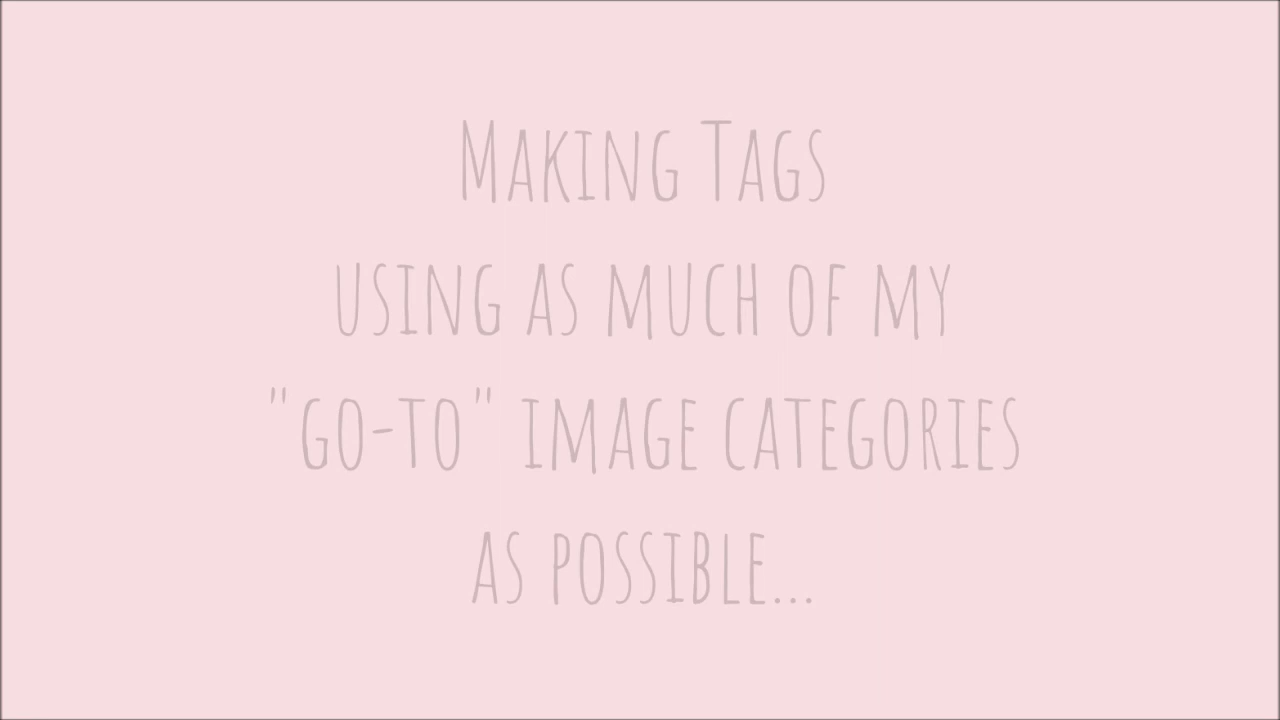 Making Tags
using as much of my
"go-to" image categories
as possible...